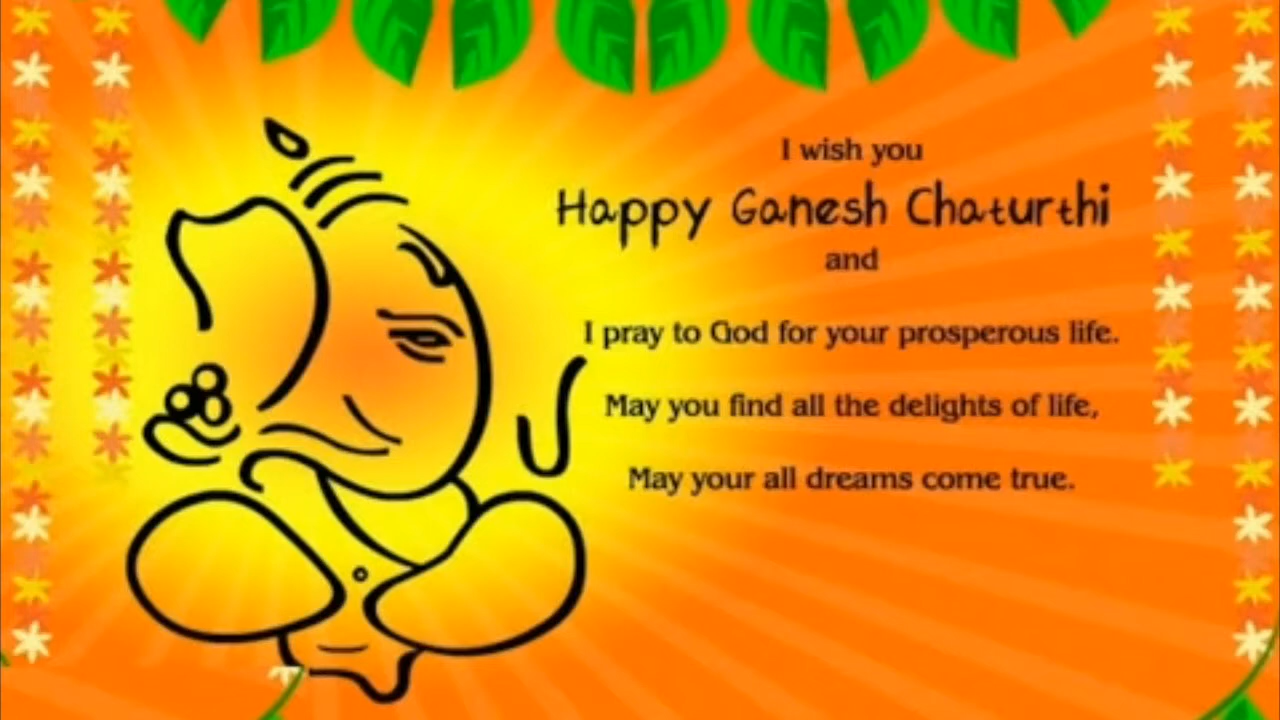 I wish you
Happy Ganesh Chaturthi
and
I pray to God for your prosperous life.
May you find all the delights of life,
May your all dreams come true.